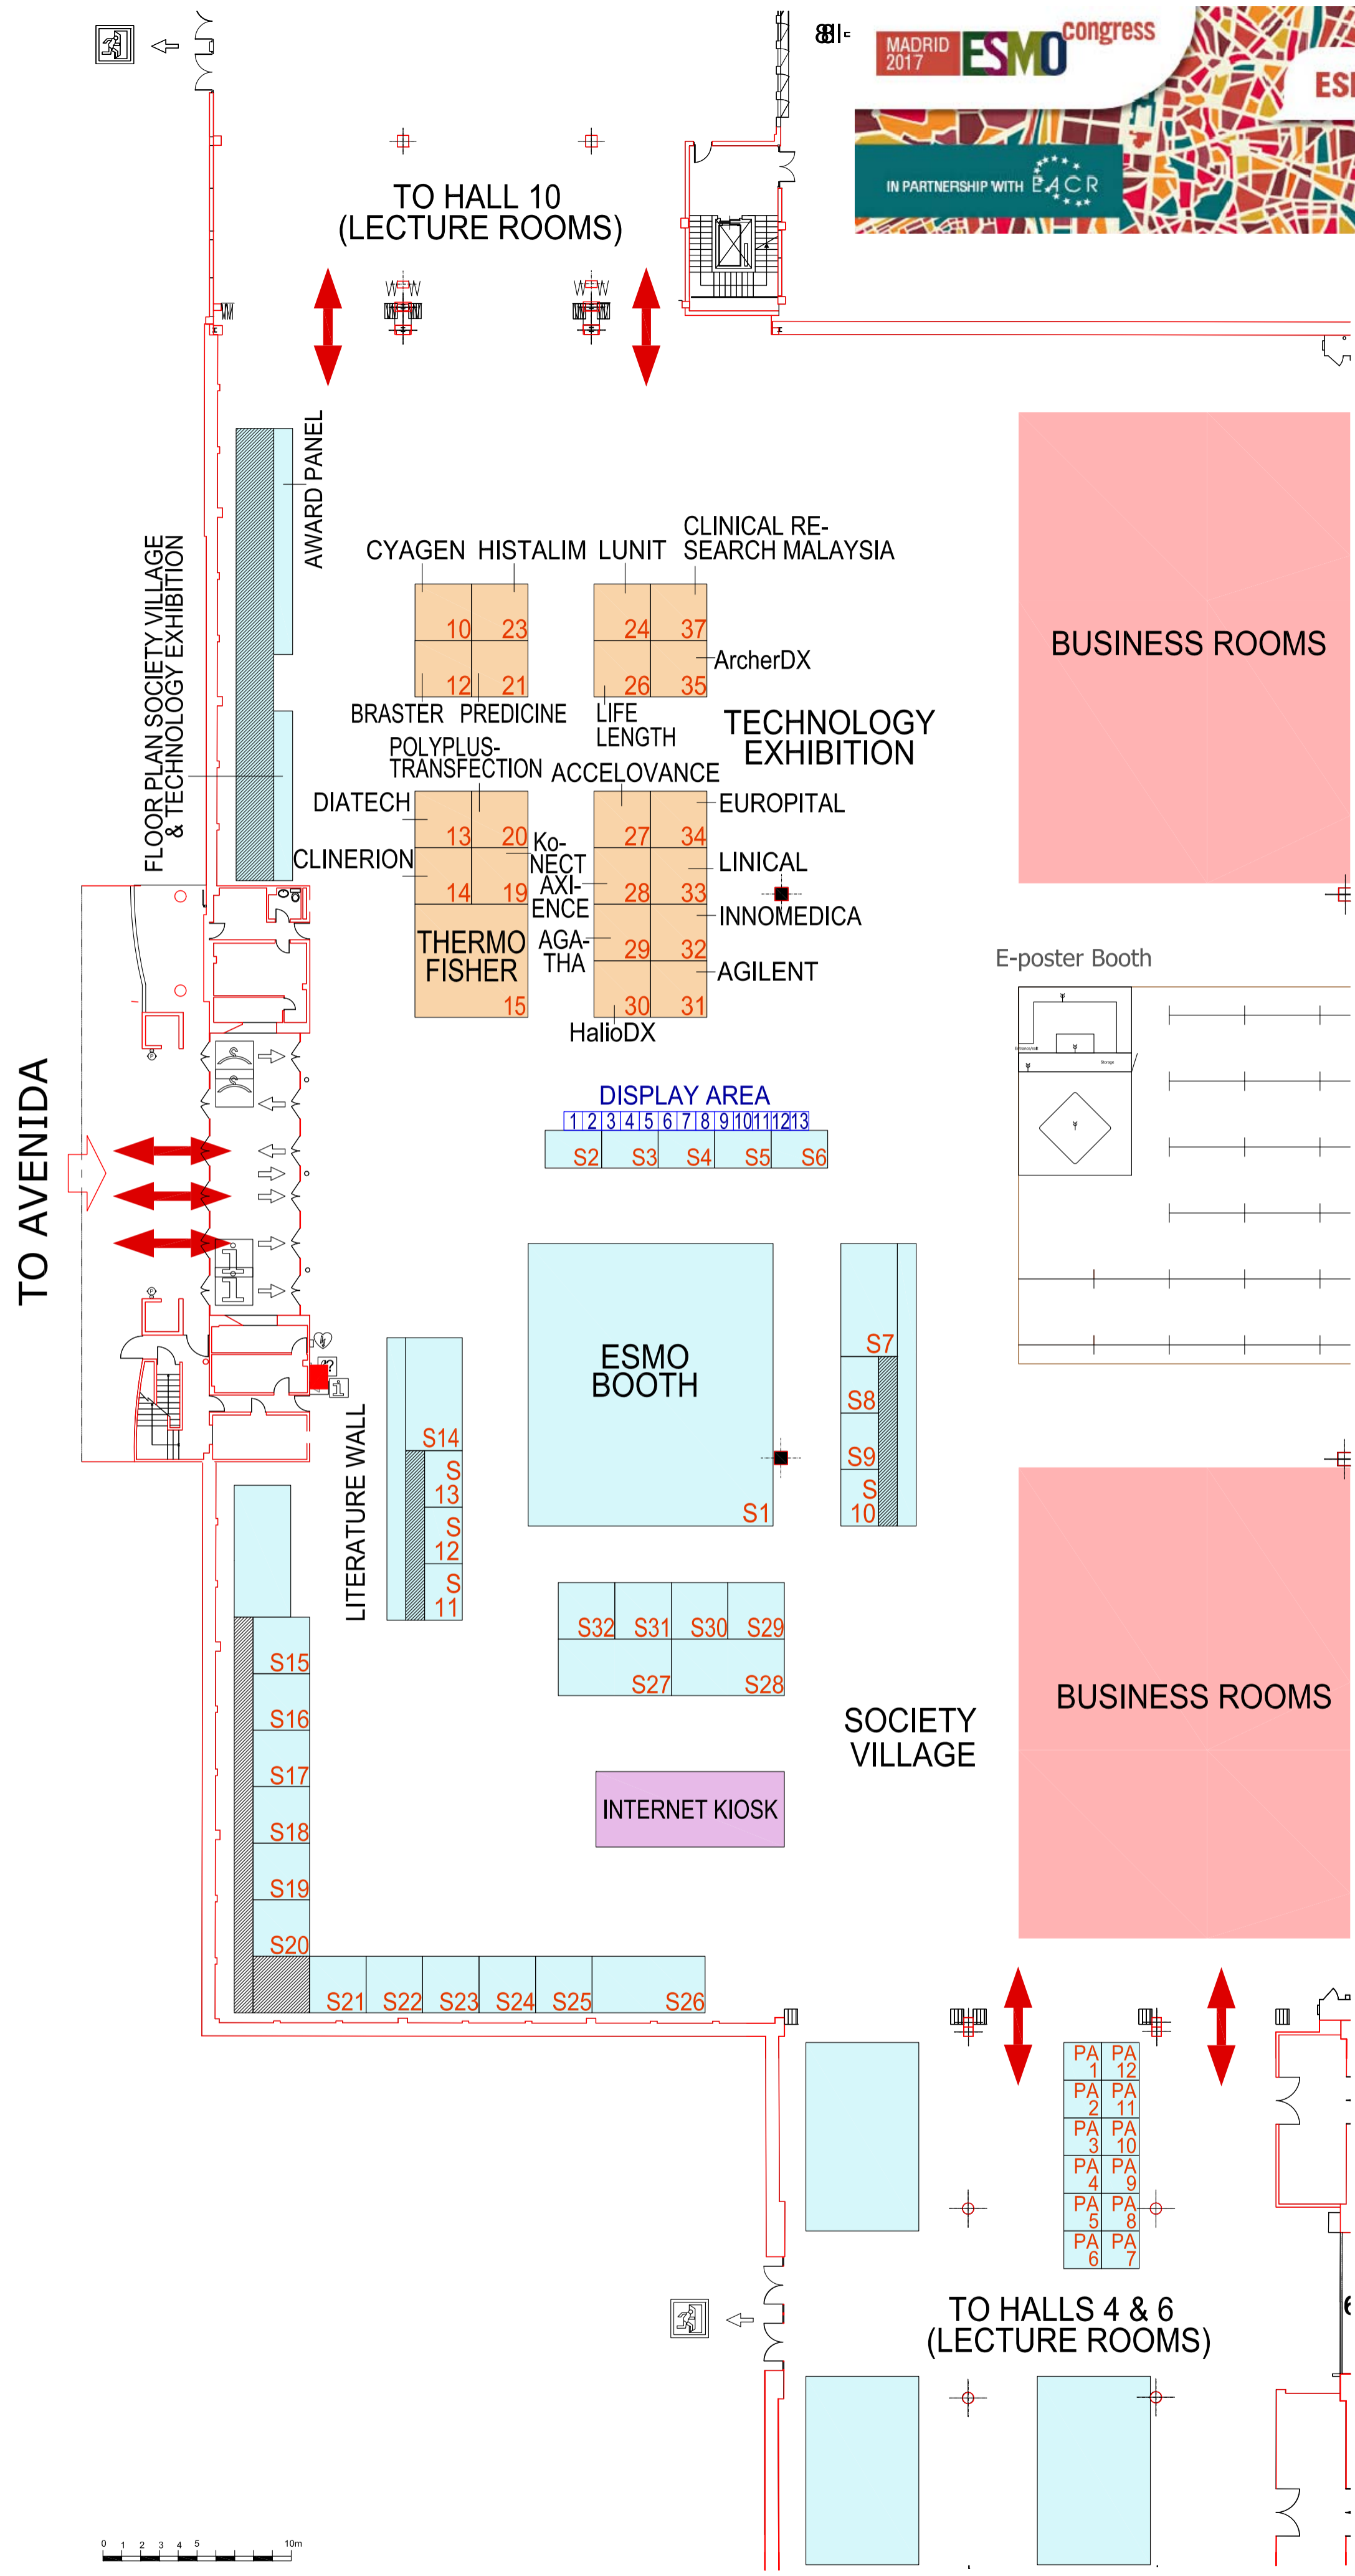 congress
MADRID
2017
ESMO
IN PARTNERSHIP WITH EACR
TO HALL 10
(LECTURE ROOMS)
AWARD PANEL
FLOOR PLAN SOCIETY VILLAGE
& TECHNOLOGY EXHIBITION
CYAGEN HISTALIM LUNIT
CLINICAL RE-
SEARCH MALAYSIA
10 23 24 37
ArcherDX
12 21 26 35
BRASTER PREDICINE
LIFE
LENGTH
BUSINESS ROOMS
TECHNOLOGY
EXHIBITION
POLYPLUS-
TRANSFECTION
ACCELOVANCE
DIATECH
EUROPITAL
13 20 27 34
CLINERION
Ko-
NECT
LINICAL
14 19 28 33
AXI-
ENCE
INNOMEDICA
THERMO
FISHER
AGA-
THA
29 32
AGILENT
15 30 31
HalioDX
E-poster Booth
Storage
TO AVENIDA
DISPLAY AREA
1 2 3 4 5 6 7 8 9 10 11 12 13
S2 S3 S4 S5 S6
ESMO
BOOTH
S1
S7
S8
S9
S
10
LITERATURE WALL
S14
S
13
S
12
S
11
S32 S31 S30 S29
S27 S28
S15
S16
S17
S18
S19
S20
S21 S22 S23 S24 S25 S26
SOCIETY
VILLAGE
BUSINESS ROOMS
INTERNET KIOSK
PA PA
1 12
PA PA
2 11
PA PA
3 10
PA PA
4 9
PA PA
5 8
PA PA
6 7
TO HALLS 4 & 6
(LECTURE ROOMS)
0 1 2 3 4 5 10m